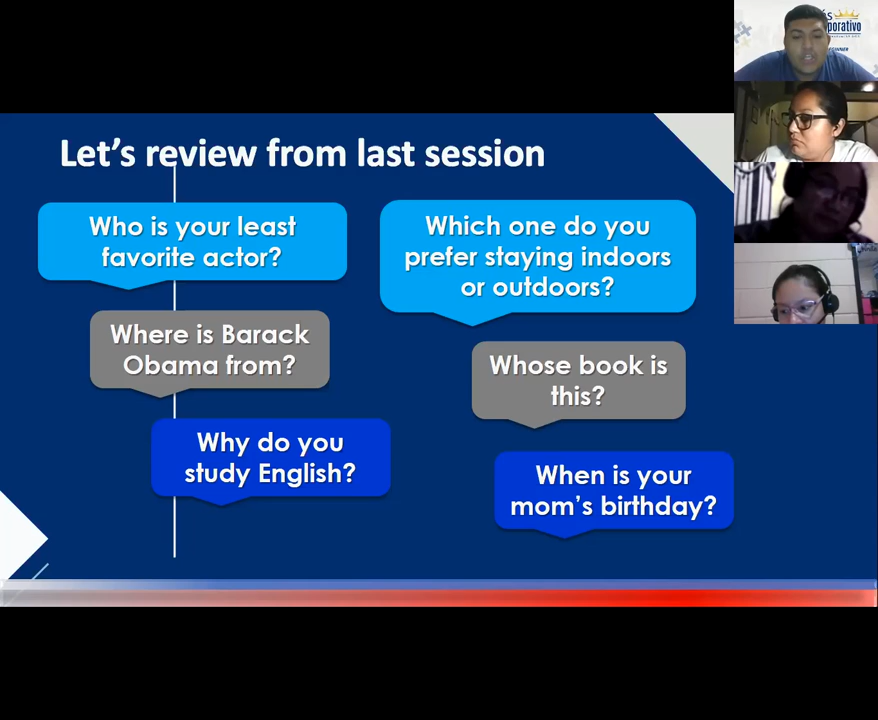 Let's review from last session
Who is your least
favorite actor?
Which one do you
prefer staying indoors
or outdoors?
Where is Barack
Obama from?
Whose book is
this?
Why do you
study English?
When is your
mom's birthday?